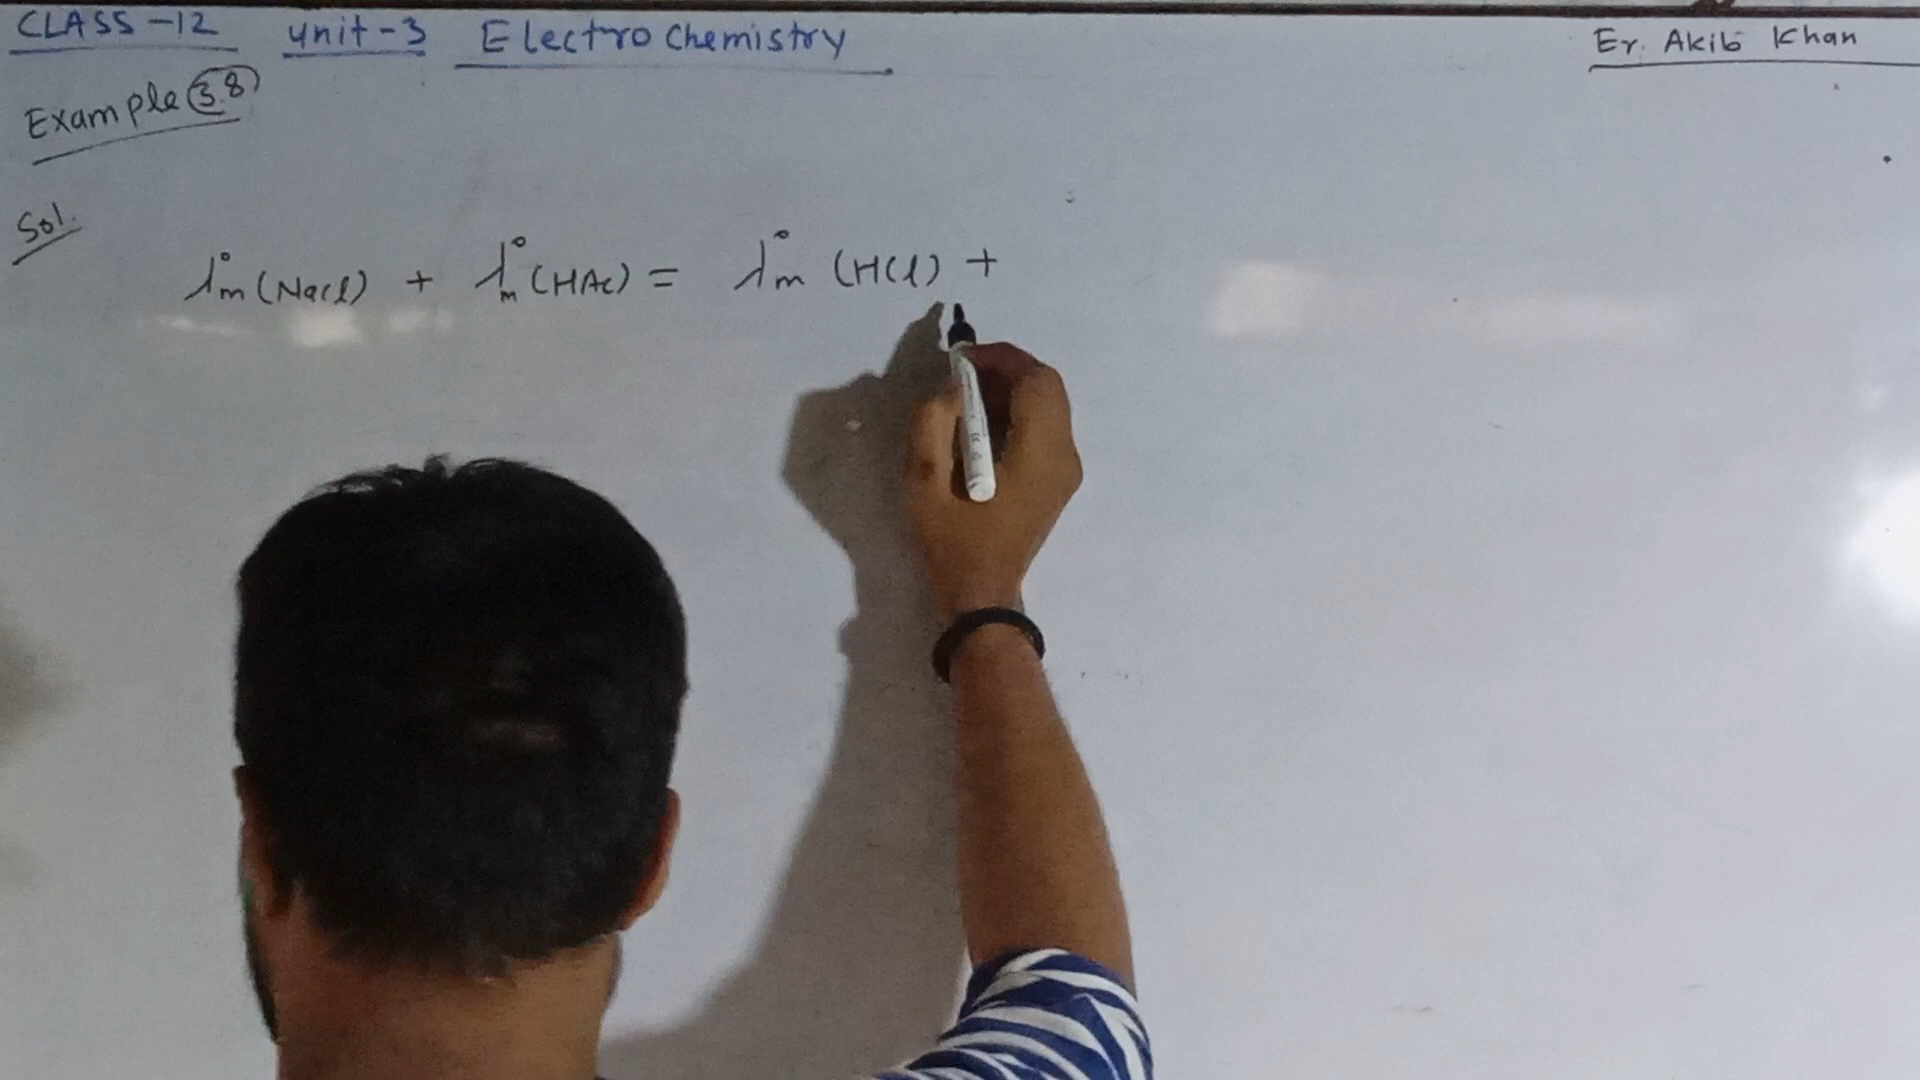 CLASS-12 unit-3 Electro Chemistry Er. Akib Khan
Example 3.8
Sol.
λ°m (NaCl) + λ°m (HAc) = λ°m (HCl) +